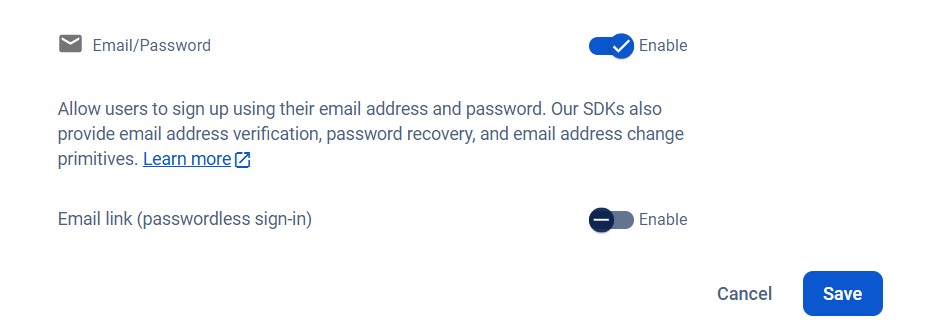 Email/Password
Enable
Allow users to sign up using their email address and password. Our SDKs also
provide email address verification, password recovery, and email address change
primitives. Learn more
Email link (passwordless sign-in)
Enable
Cancel
Save